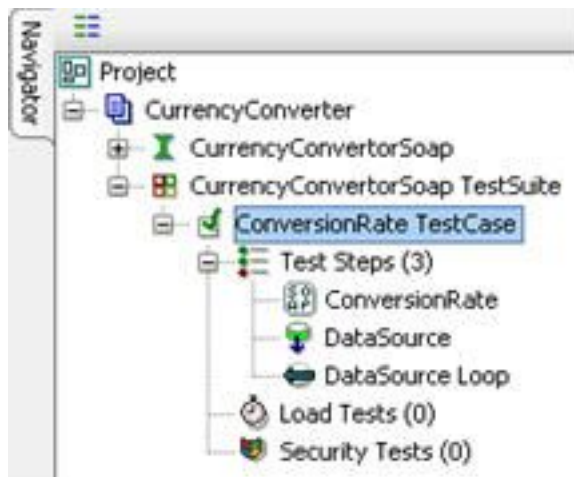 Navigator
Project
CurrencyConverter
CurrencyConvertorSoap
CurrencyConvertorSoap TestSuite
ConversionRate TestCase
Test Steps (3)
ConversionRate
DataSource
DataSource Loop
Load Tests (0)
Security Tests (0)